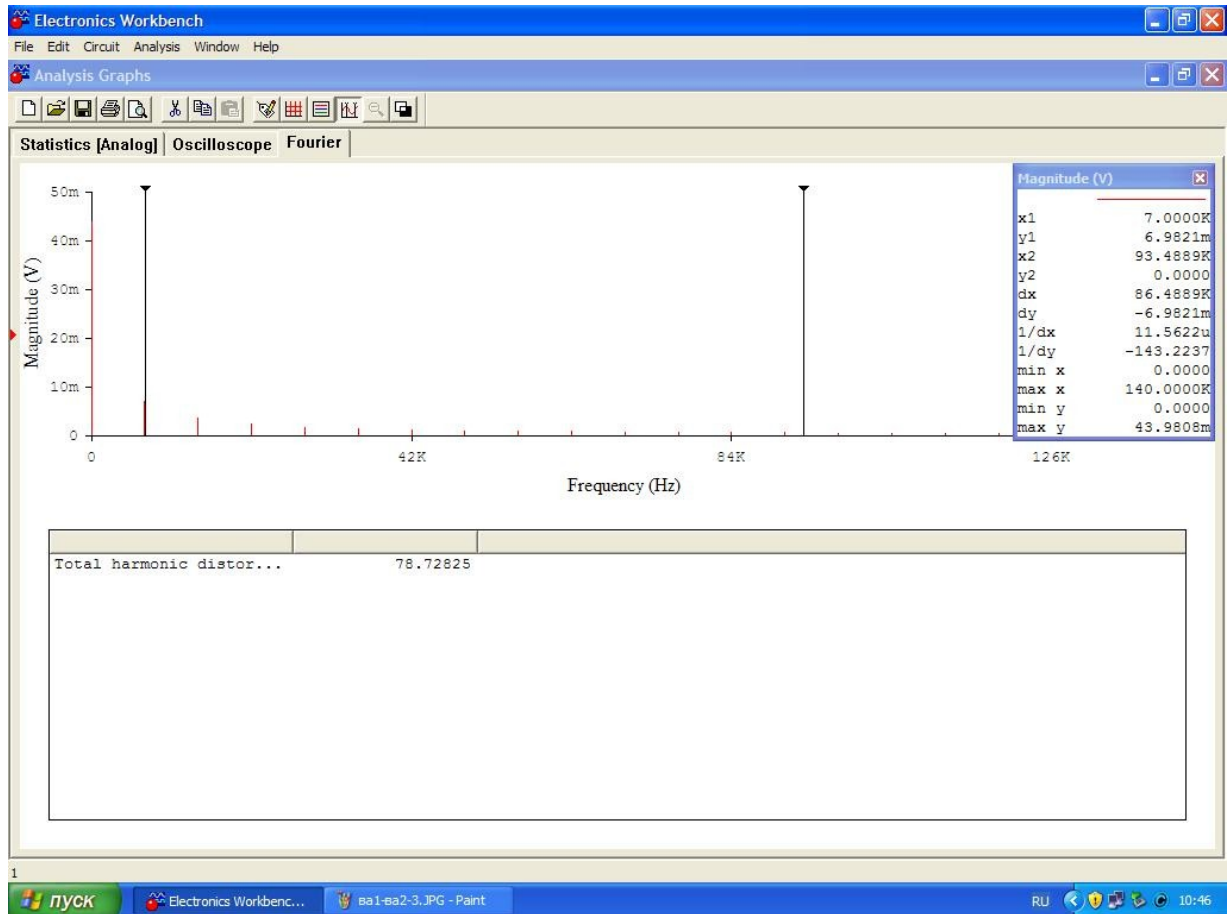 Electronics Workbench
File Edit Circuit Analysis Window Help
Analysis Graphs
Statistics [Analog] Oscilloscope Fourier
Magnitude (V)
x1 7.0000K
y1 6.9821m
x2 93.4889K
y2 0.0000
dx 86.4889K
dy -6.9821m
1/dx 11.5622u
1/dy -143.2237
min x 0.0000
max x 140.0000K
min y 0.0000
max y 43.9808m
50m
40m
30m
20m
10m
0
Magnitude (V)
0 42K 84K 126K
Frequency (Hz)
Total harmonic distor... 78.72825
1
пуск Electronics Workbenc... ва1-ва2-3.JPG - Paint RU 10:46